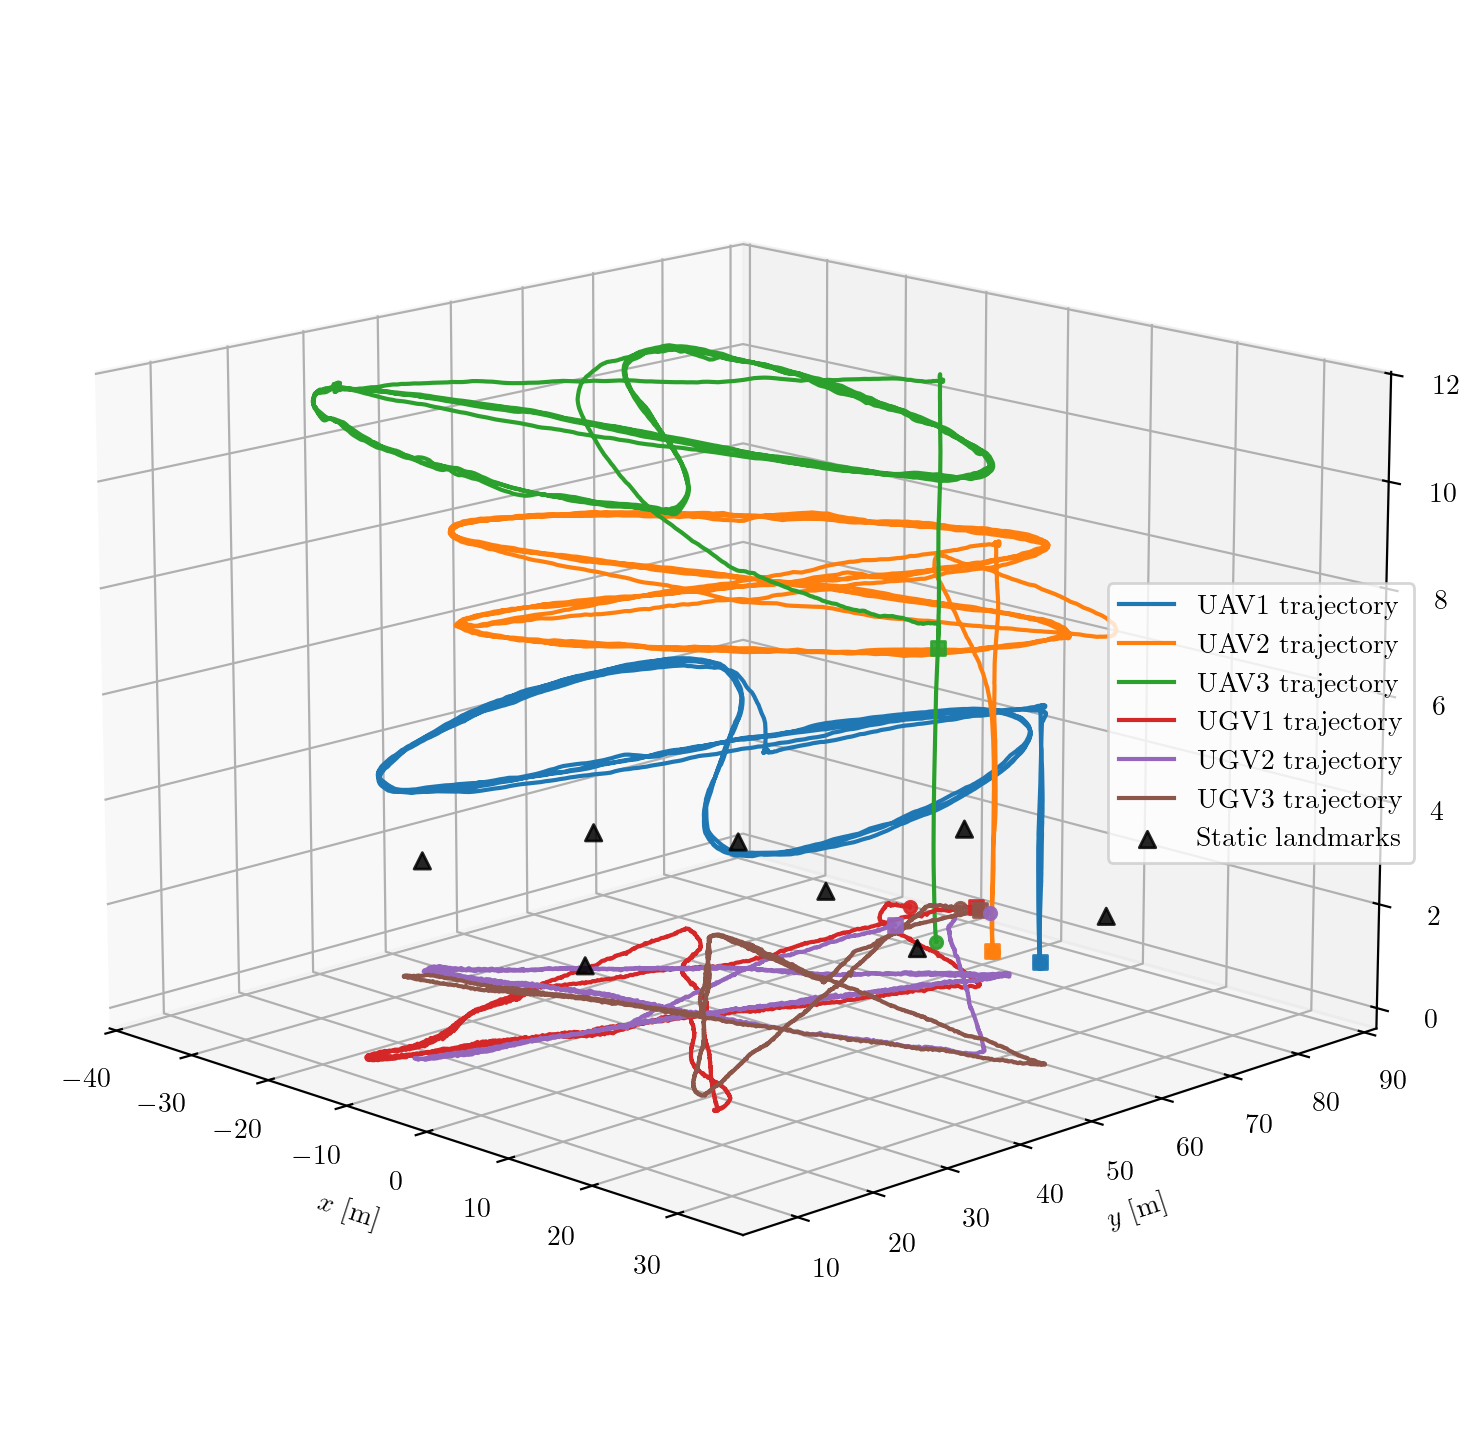 UAV1 trajectory
UAV2 trajectory
UAV3 trajectory
UGV1 trajectory
UGV2 trajectory
UGV3 trajectory
Static landmarks
12
10
8
6
4
2
0
−40
−30
−20
−10
0
10
20
30
x [m]
10
20
30
40
50
60
70
80
90
y [m]